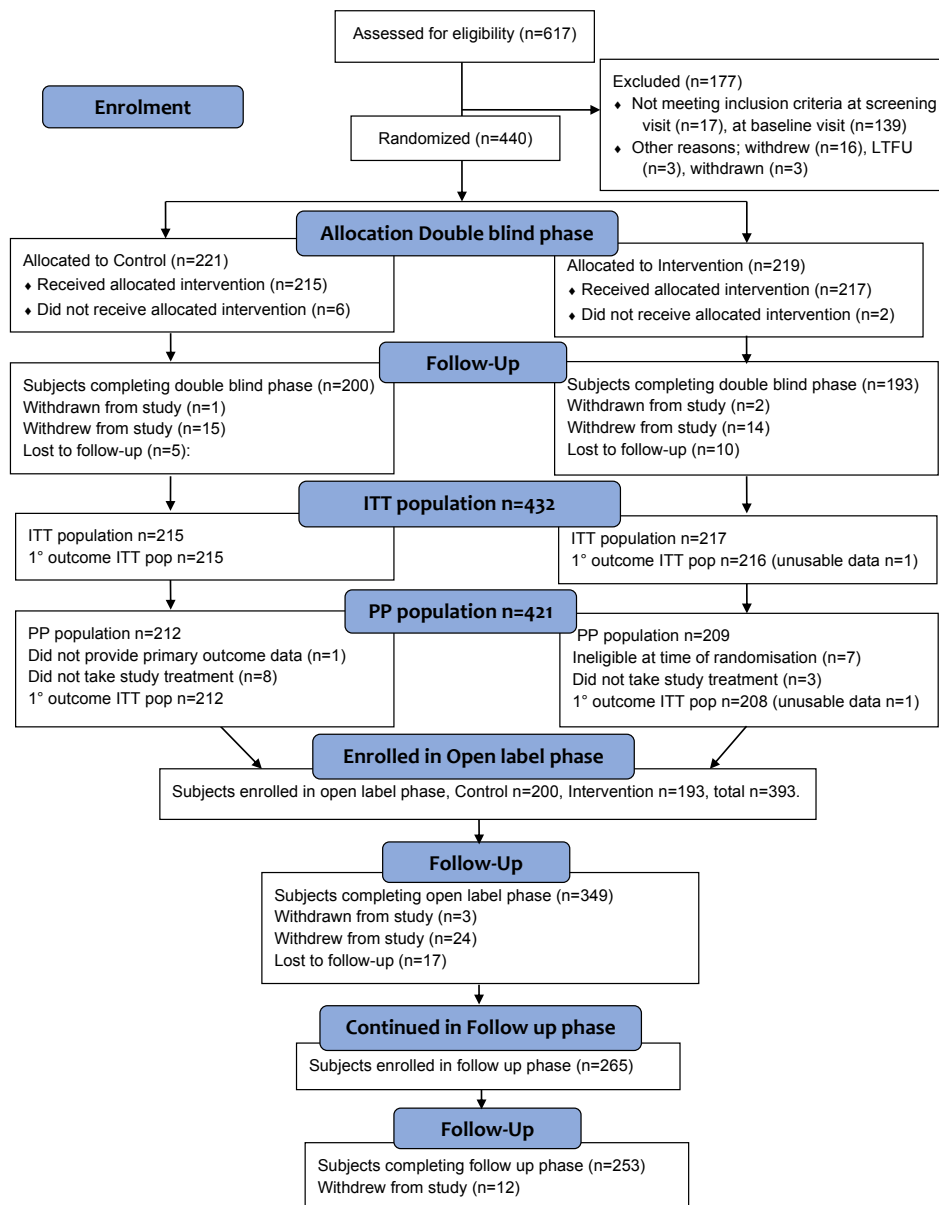 Assessed for eligibility (n=617)
Enrolment
Excluded (n=177)
♦ Not meeting inclusion criteria at screening
visit (n=17), at baseline visit (n=139)
♦ Other reasons; withdrew (n=16), LTFU
(n=3), withdrawn (n=3)
Randomized (n=440)
Allocation Double blind phase
Allocated to Control (n=221)
♦ Received allocated intervention (n=215)
♦ Did not receive allocated intervention (n=6)
Allocated to Intervention (n=219)
♦ Received allocated intervention (n=217)
♦ Did not receive allocated intervention (n=2)
Follow-Up
Subjects completing double blind phase (n=200)
Withdrawn from study (n=1)
Withdrew from study (n=15)
Lost to follow-up (n=5):
Subjects completing double blind phase (n=193)
Withdrawn from study (n=2)
Withdrew from study (n=14)
Lost to follow-up (n=10)
ITT population n=432
ITT population n=215
1° outcome ITT pop n=215
ITT population n=217
1° outcome ITT pop n=216 (unusable data n=1)
PP population n=421
PP population n=212
Did not provide primary outcome data (n=1)
Did not take study treatment (n=8)
1° outcome ITT pop n=212
PP population n=209
Ineligible at time of randomisation (n=7)
Did not take study treatment (n=3)
1° outcome ITT pop n=208 (unusable data n=1)
Enrolled in Open label phase
Subjects enrolled in open label phase, Control n=200, Intervention n=193, total n=393.
Follow-Up
Subjects completing open label phase (n=349)
Withdrawn from study (n=3)
Withdrew from study (n=24)
Lost to follow-up (n=17)
Continued in Follow up phase
Subjects enrolled in follow up phase (n=265)
Follow-Up
Subjects completing follow up phase (n=253)
Withdrew from study (n=12)